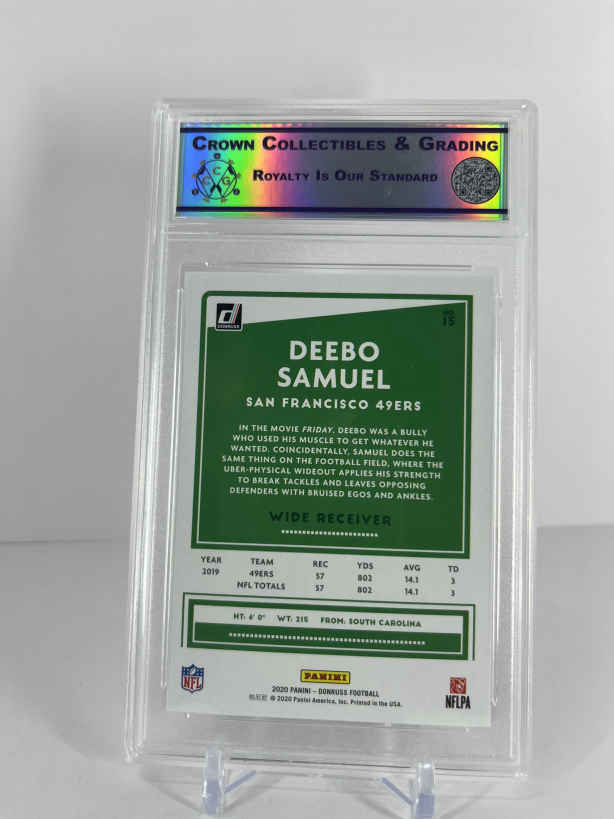 CROWN COLLECTIBLES & GRADING
ROYALTY IS OUR STANDARD
C
C G
DONRUSS
NO.
15
DEEBO
SAMUEL
SAN FRANCISCO 49ERS
IN THE MOVIE FRIDAY, DEEBO WAS A BULLY
WHO USED HIS MUSCLE TO GET WHATEVER HE
WANTED. COINCIDENTALLY, SAMUEL DOES THE
SAME THING ON THE FOOTBALL FIELD, WHERE THE
UBER-PHYSICAL WIDEOUT APPLIES HIS STRENGTH
TO BREAK TACKLES AND LEAVES OPPOSING
DEFENDERS WITH BRUISED EGOS AND ANKLES.
WIDE RECEIVER
YEAR TEAM REC YDS AVG TD
2019 49ERS 57 802 14.1 3
NFL TOTALS 57 802 14.1 3
HT: 6' 0" WT: 215 FROM: SOUTH CAROLINA
NFL
PANINI
NFLPA
2020 PANINI – DONRUSS FOOTBALL
帕尼尼 © 2020 Panini America, Inc. Printed in the USA.